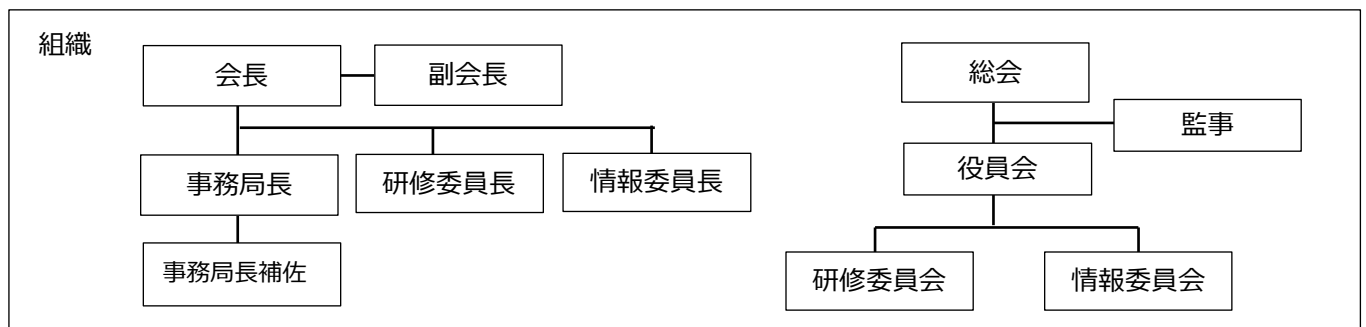 組織
会長
副会長
事務局長
研修委員長
情報委員長
事務局長補佐
総会
監事
役員会
研修委員会
情報委員会